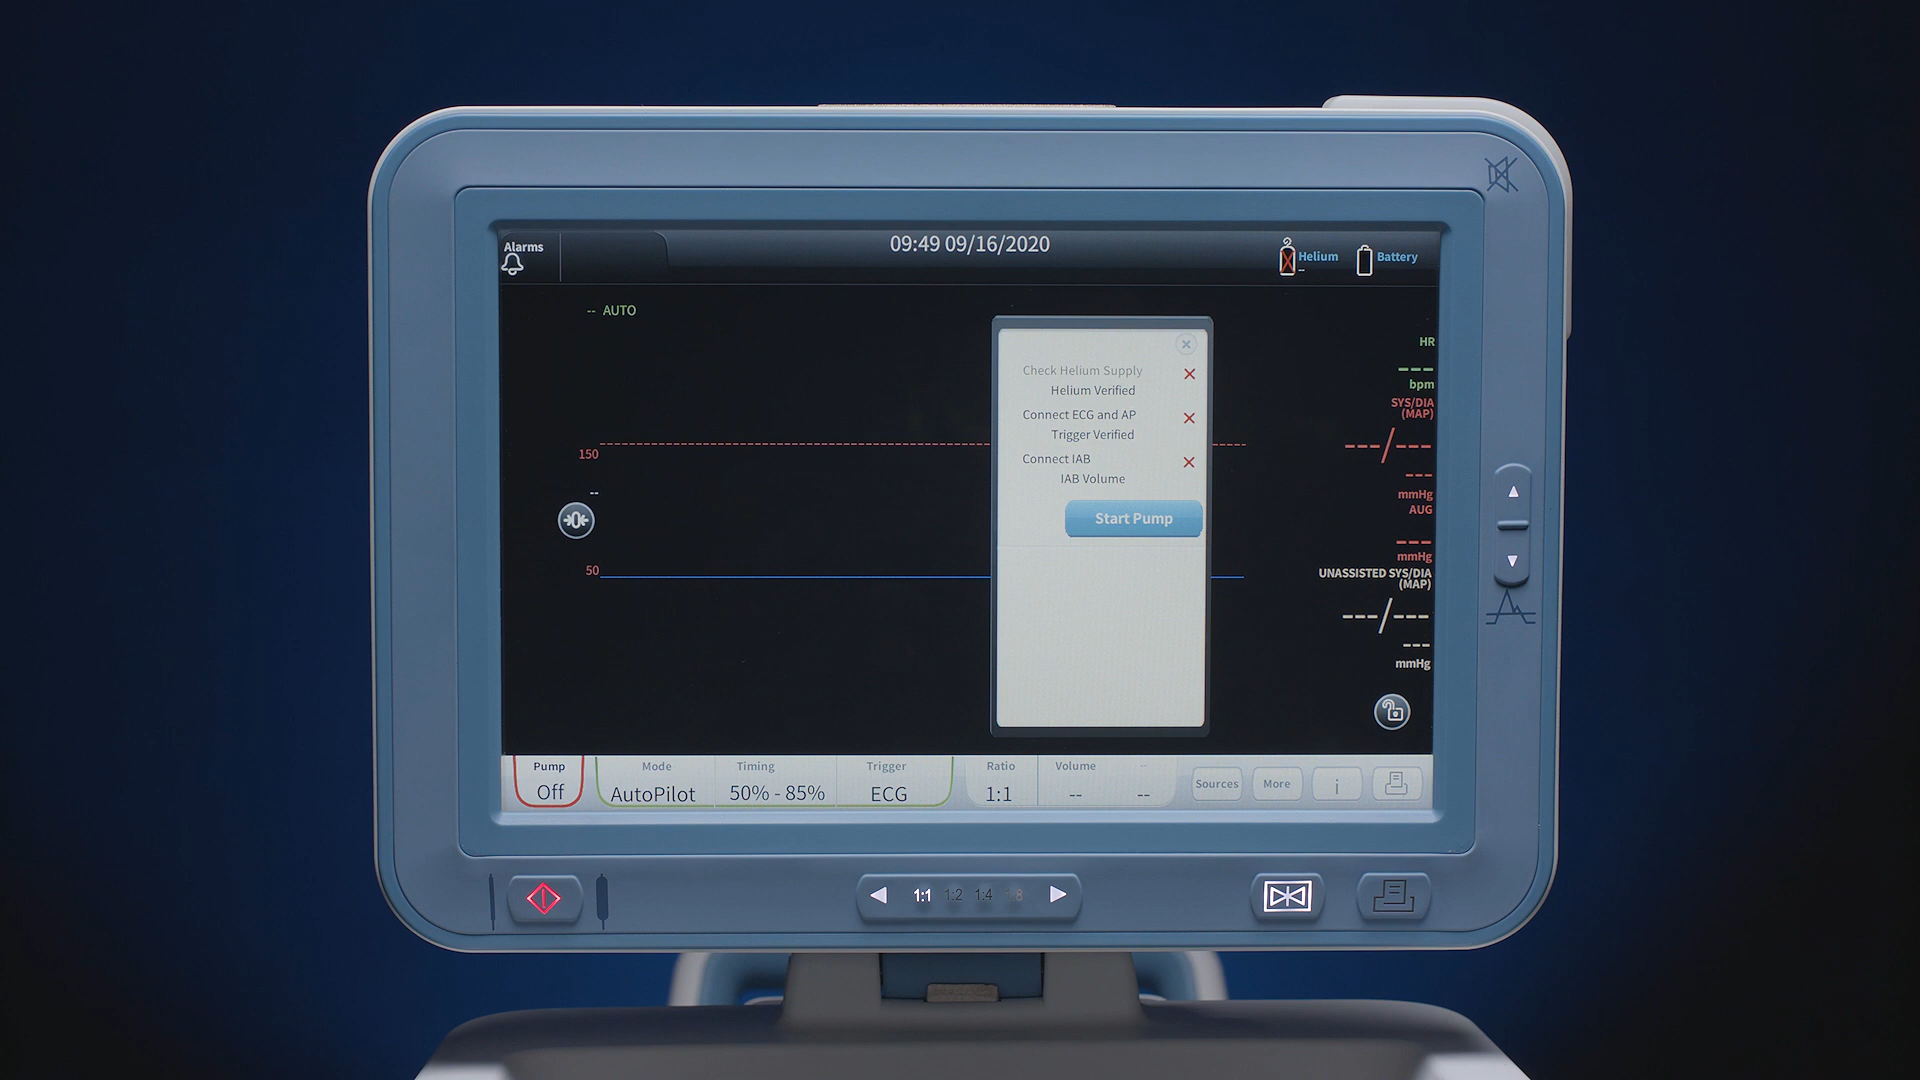 Alarms
09:49 09/16/2020
Helium
--
Battery
-- AUTO
150
--
50
Check Helium Supply
Helium Verified
Connect ECG and AP
Trigger Verified
Connect IAB
IAB Volume
Start Pump
HR
---
bpm
SYS/DIA
(MAP)
---/---
---
mmHg
AUG
---
mmHg
UNASSISTED SYS/DIA
(MAP)
---/---
---
mmHg
Pump
Off
Mode
AutoPilot
Timing
50% - 85%
Trigger
ECG
Ratio
1:1
Volume
--
--
--
Sources
More
i
1:1 1:2 1:4 1:8